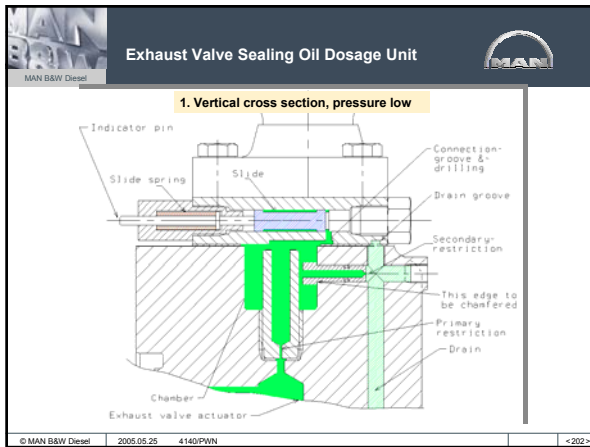 MAN
B&W
MAN B&W Diesel
Exhaust Valve Sealing Oil Dosage Unit
MAN
1. Vertical cross section, pressure low
Indicator pin
Slide spring
Slide
Connection-
groove &-
drilling
Drain groove
Secondary-
restriction
This edge to
be chamfered
Primary
restriction
Drain
Chamber
Exhaust valve actuator
© MAN B&W Diesel
2005.05.25
4140/PWN
<202>